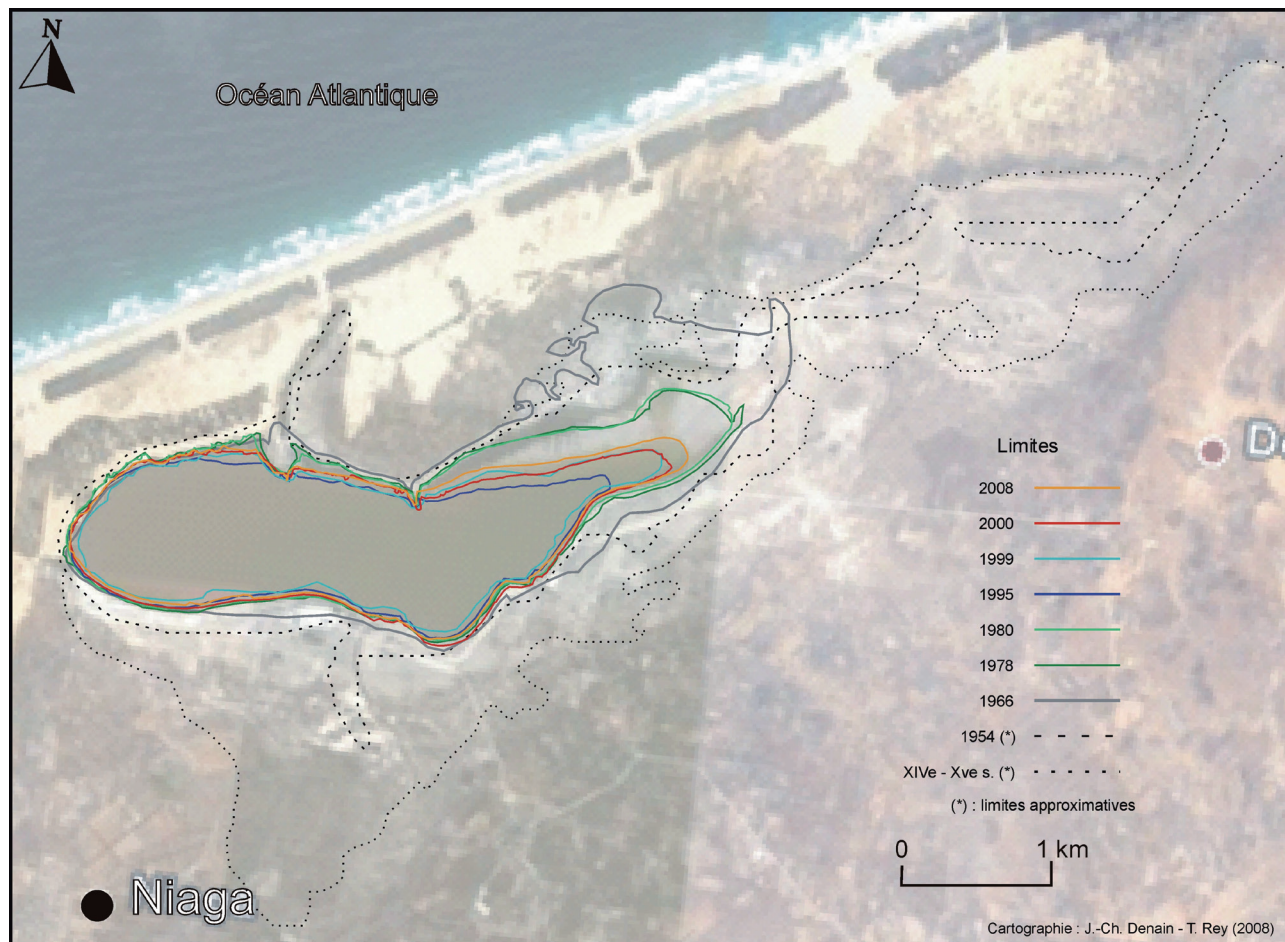 N
Océan Atlantique
Limites
2008
2000
1999
1995
1980
1978
1966
1954 (*)
XIVe - Xve s. (*)
(*) : limites approximatives
0 1 km
Niaga
Cartographie : J.-Ch. Denain - T. Rey (2008)